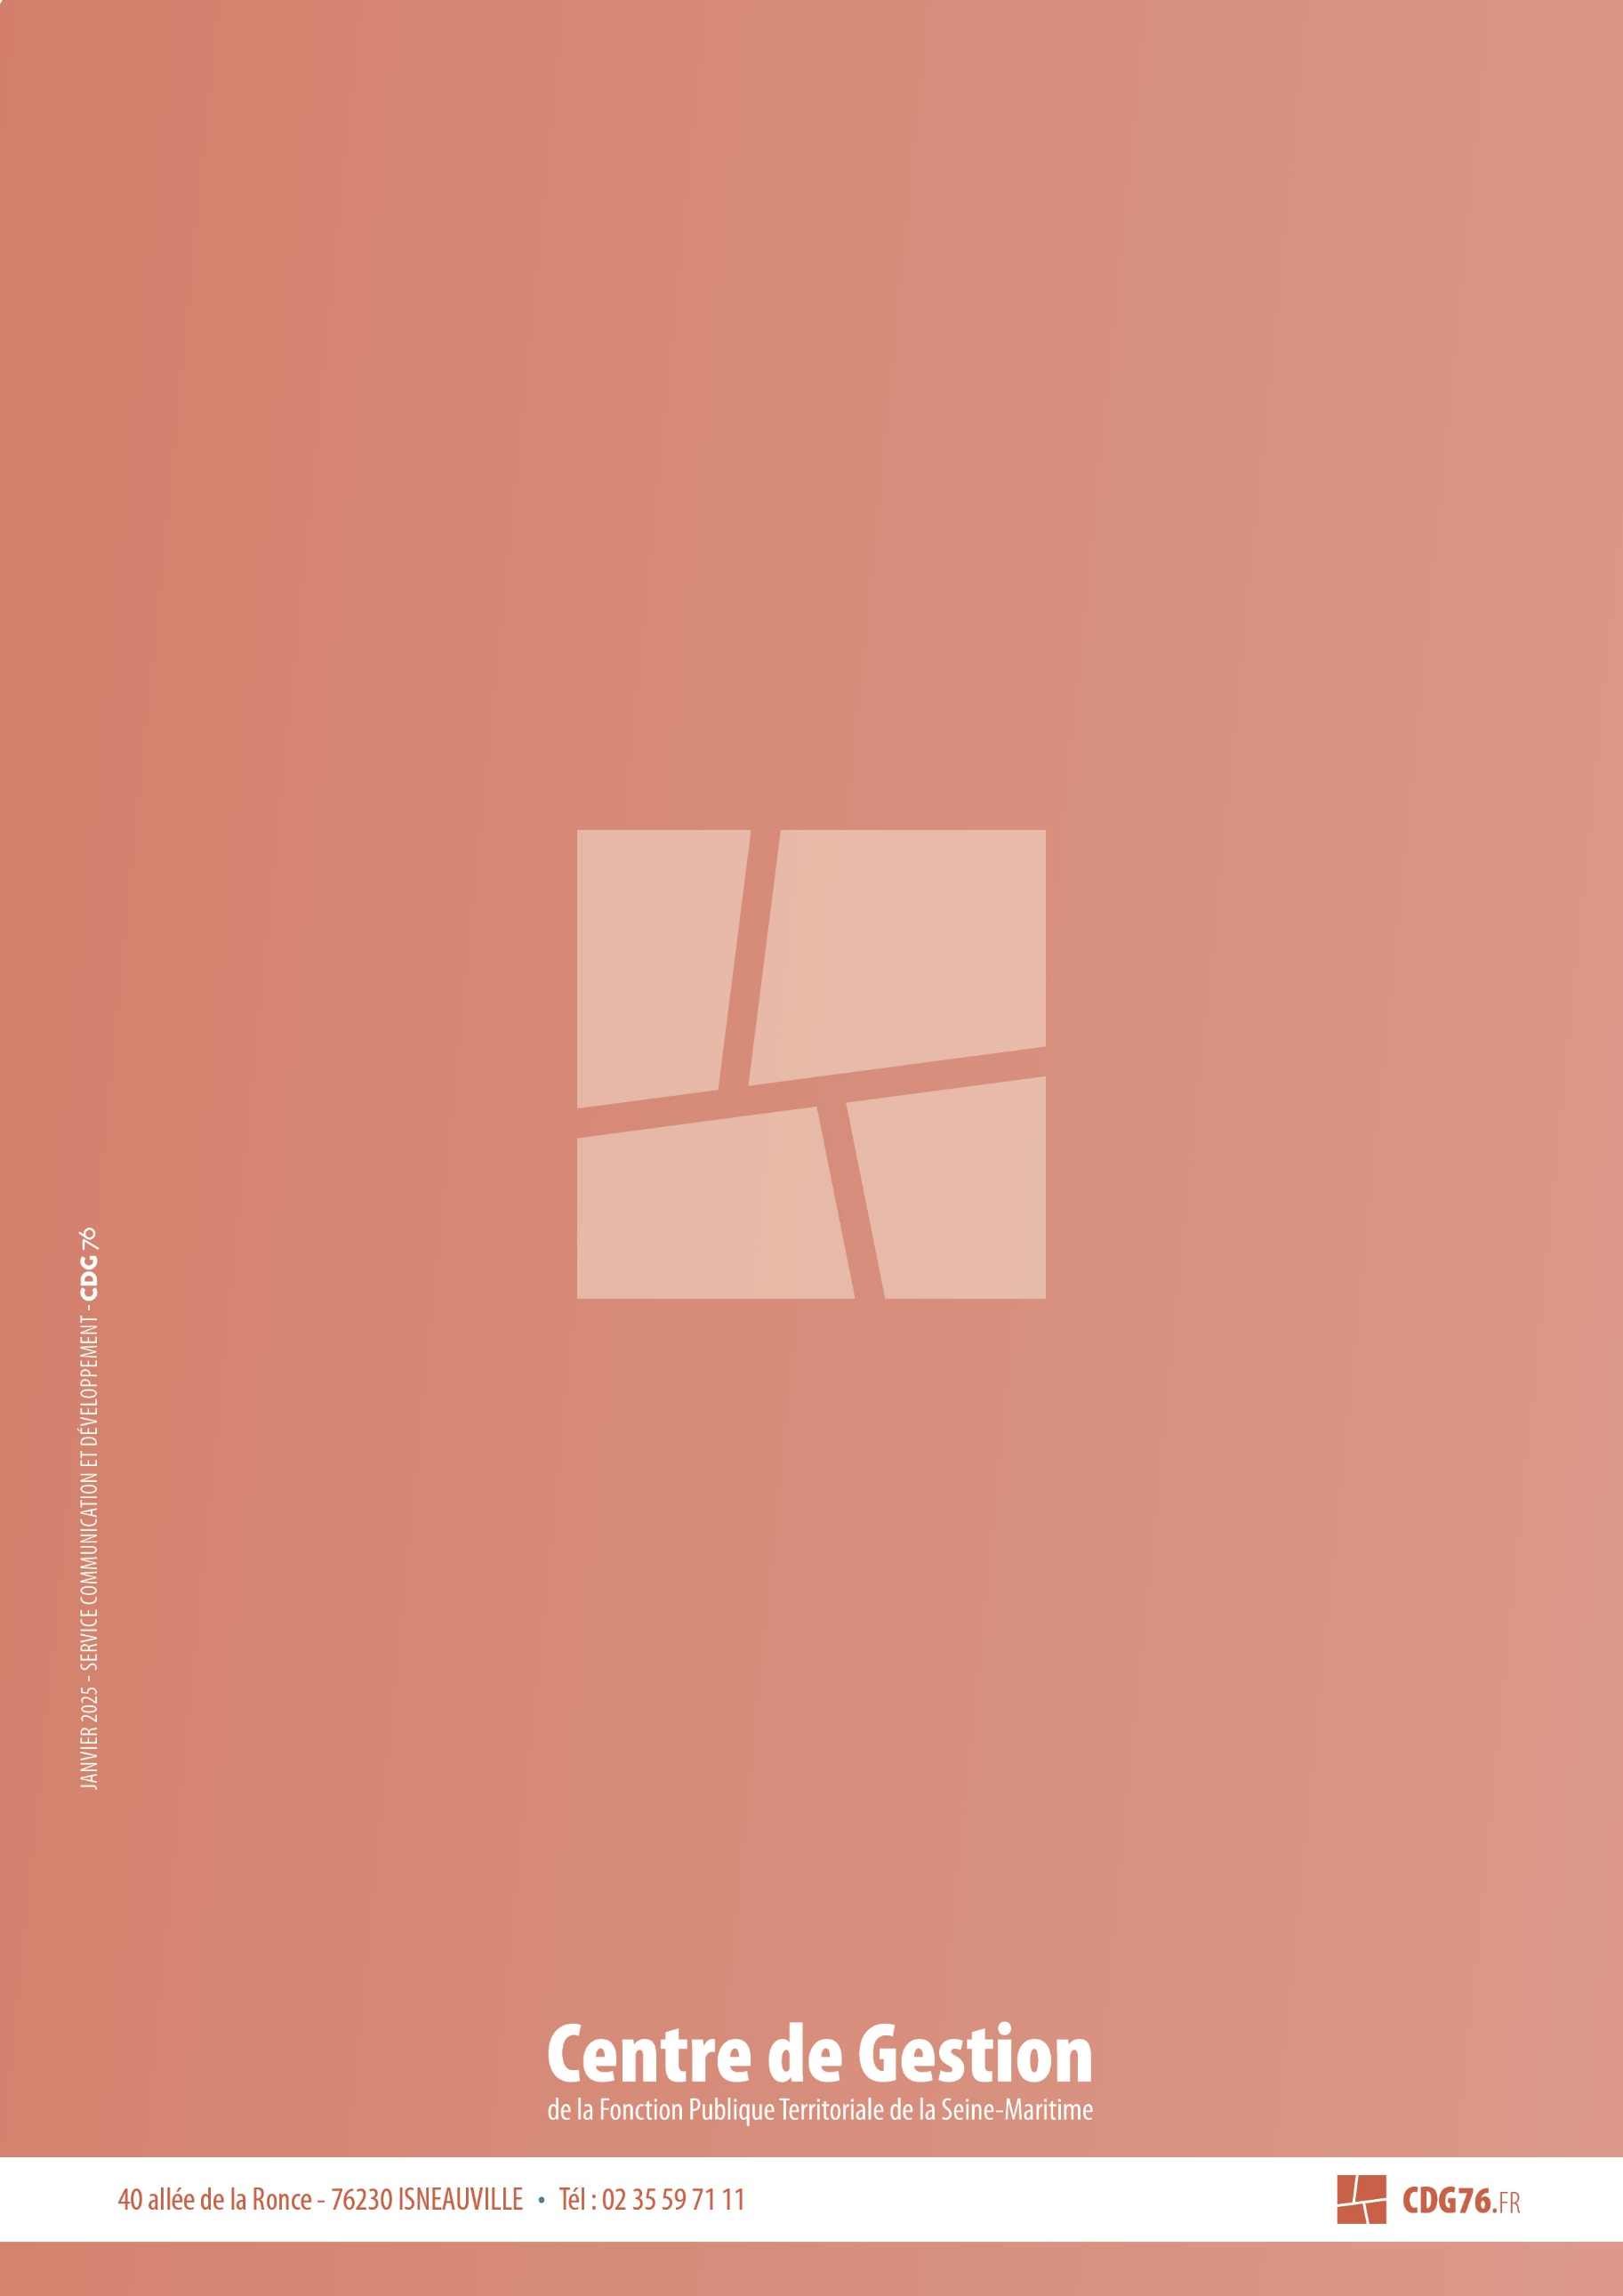 JANVIER 2025 - SERVICE COMMUNICATION ET DÉVELOPPEMENT - CDG 76
Centre de Gestion
de la Fonction Publique Territoriale de la Seine-Maritime
40 allée de la Ronce - 76230 ISNEAUVILLE • Tél : 02 35 59 71 11
CDG76.FR